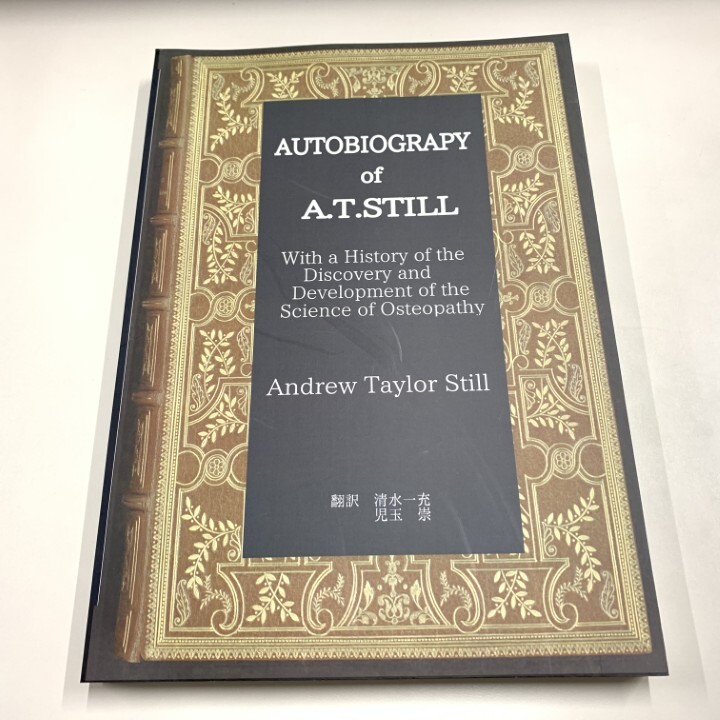 AUTOBIOGRAPY
of
A.T.STILL
With a History of the
Discovery and
Development of the
Science of Osteopathy
Andrew Taylor Still
翻訳 清水一充
児玉 崇